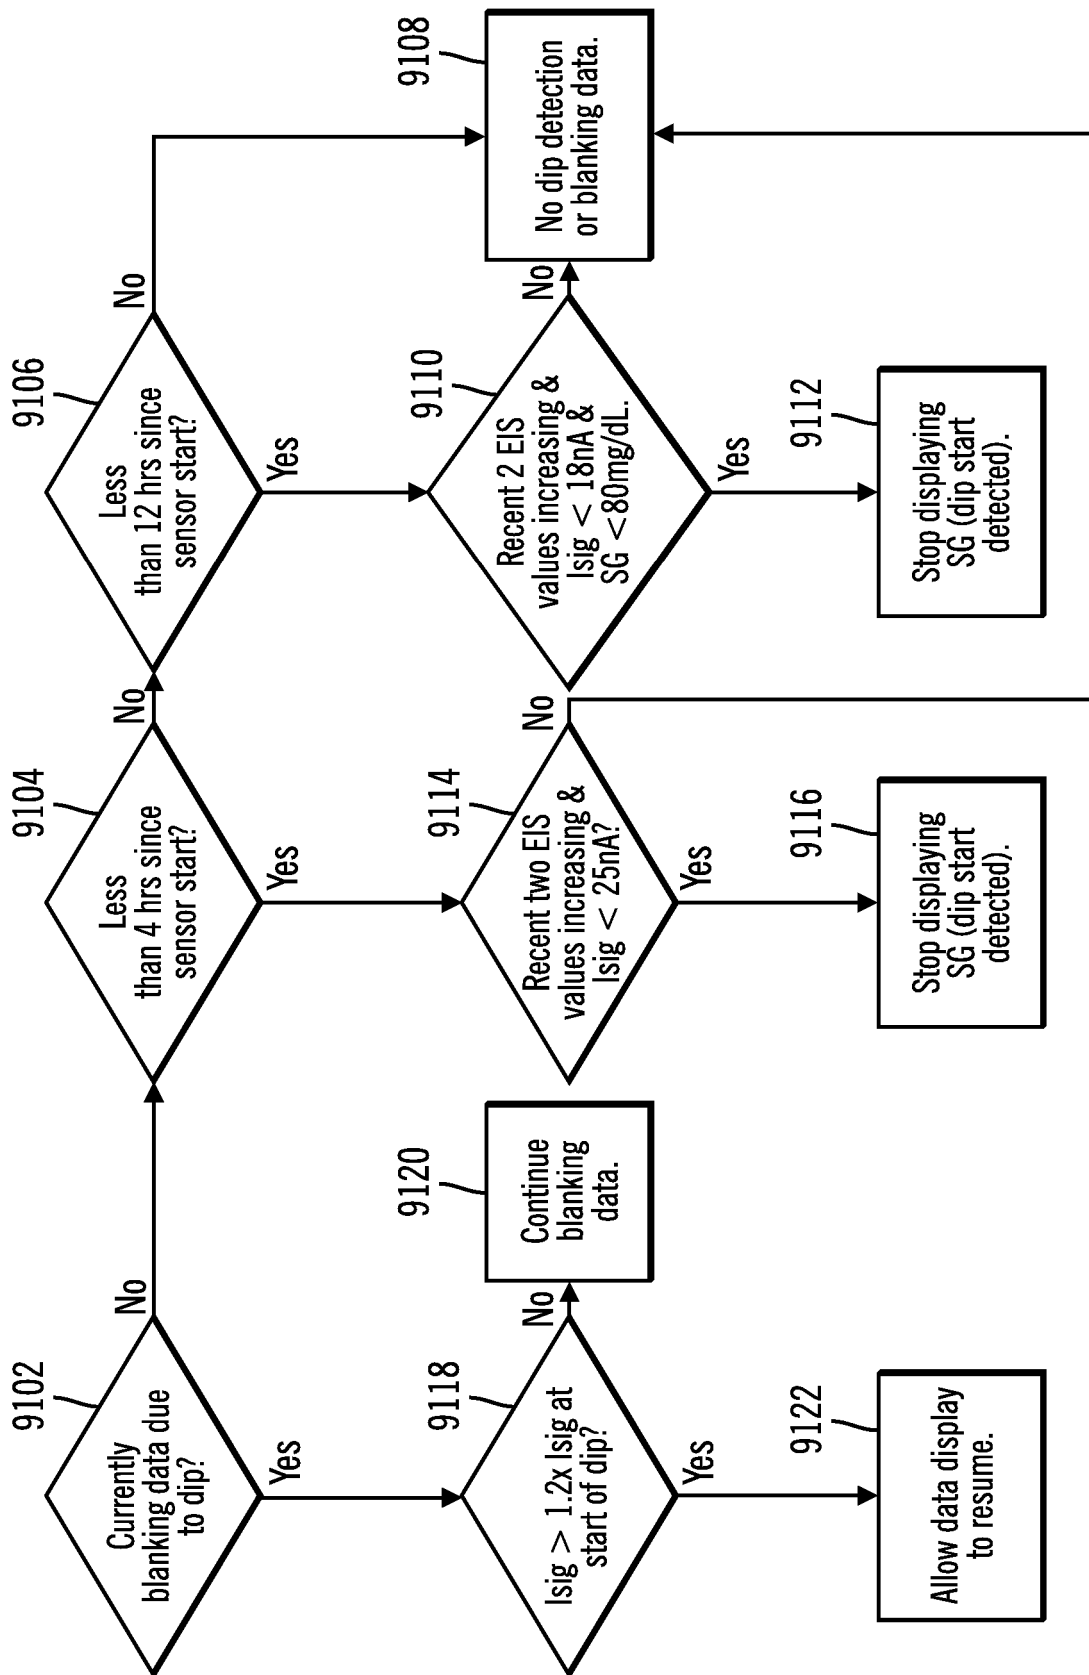 9102
Currently
blanking data due
to dip?
No
Yes
9104
Less
than 4 hrs since
sensor start?
No
Yes
9106
Less
than 12 hrs since
sensor start?
No
Yes
9108
No dip detection
or blanking data.
9118
Isig > 1.2x Isig at
start of dip?
No
Yes
9120
Continue
blanking
data.
9114
Recent two EIS
values increasing &
Isig < 25nA?
No
Yes
9110
Recent 2 EIS
values increasing &
Isig < 18nA &
SG <80mg/dL.
No
Yes
9122
Allow data display
to resume.
9116
Stop displaying
SG (dip start
detected).
9112
Stop displaying
SG (dip start
detected).